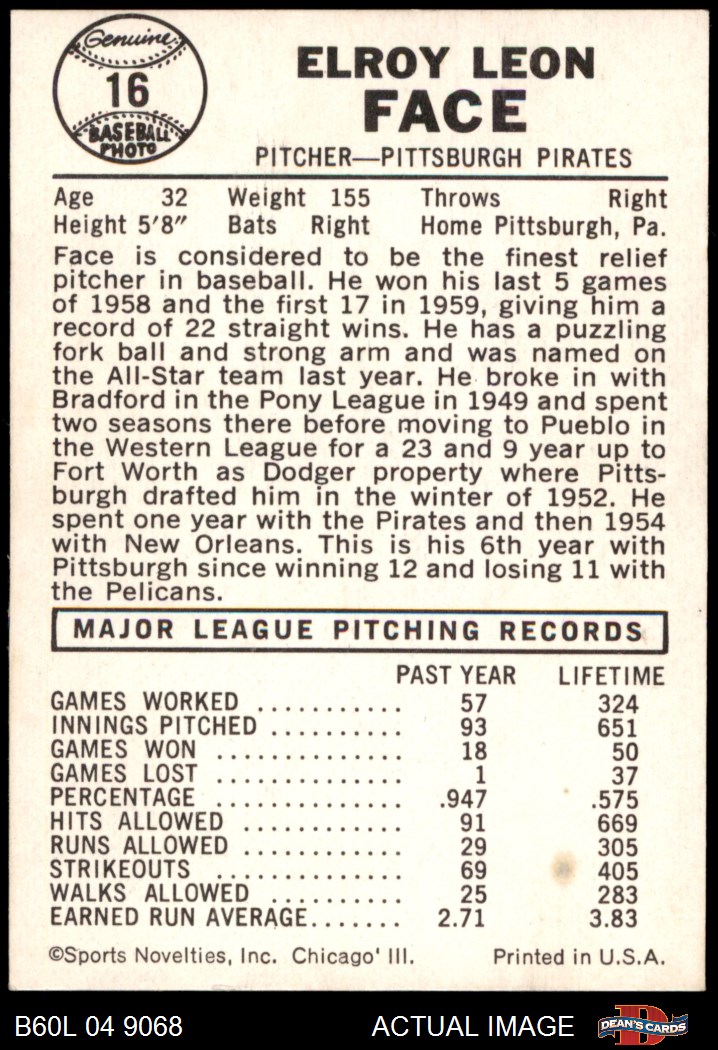 Genuine
16
BASEBALL
PHOTO
ELROY LEON
FACE
PITCHER—PITTSBURGH PIRATES
Age 32 Weight 155 Throws Right
Height 5'8" Bats Right Home Pittsburgh, Pa.
Face is considered to be the finest relief
pitcher in baseball. He won his last 5 games
of 1958 and the first 17 in 1959, giving him a
record of 22 straight wins. He has a puzzling
fork ball and strong arm and was named on
the All-Star team last year. He broke in with
Bradford in the Pony League in 1949 and spent
two seasons there before moving to Pueblo in
the Western League for a 23 and 9 year up to
Fort Worth as Dodger property where Pitts-
burgh drafted him in the winter of 1952. He
spent one year with the Pirates and then 1954
with New Orleans. This is his 6th year with
Pittsburgh since winning 12 and losing 11 with
the Pelicans.
MAJOR LEAGUE PITCHING RECORDS
PAST YEAR LIFETIME
GAMES WORKED ............ 57 324
INNINGS PITCHED .......... 93 651
GAMES WON ............... 18 50
GAMES LOST ............... 1 37
PERCENTAGE ............... .947 .575
HITS ALLOWED ............. 91 669
RUNS ALLOWED ............ 29 305
STRIKEOUTS ............... 69 405
WALKS ALLOWED ........... 25 283
EARNED RUN AVERAGE....... 2.71 3.83
©Sports Novelties, Inc. Chicago' III. Printed in U.S.A.
B60L 04 9068 ACTUAL IMAGE D DEAN'S CARDS